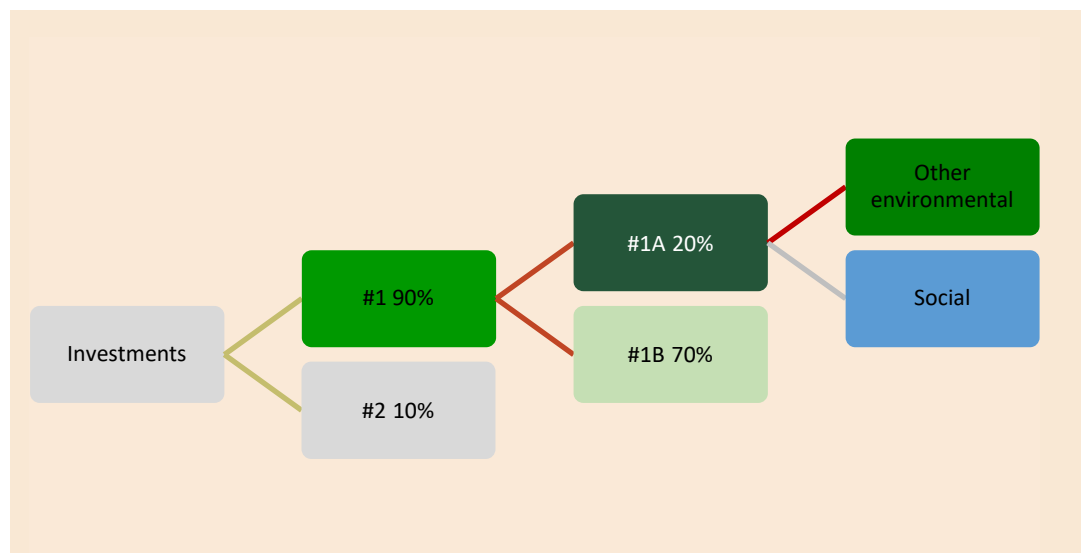 Investments
#1 90%
#2 10%
#1A 20%
#1B 70%
Other
environmental
Social